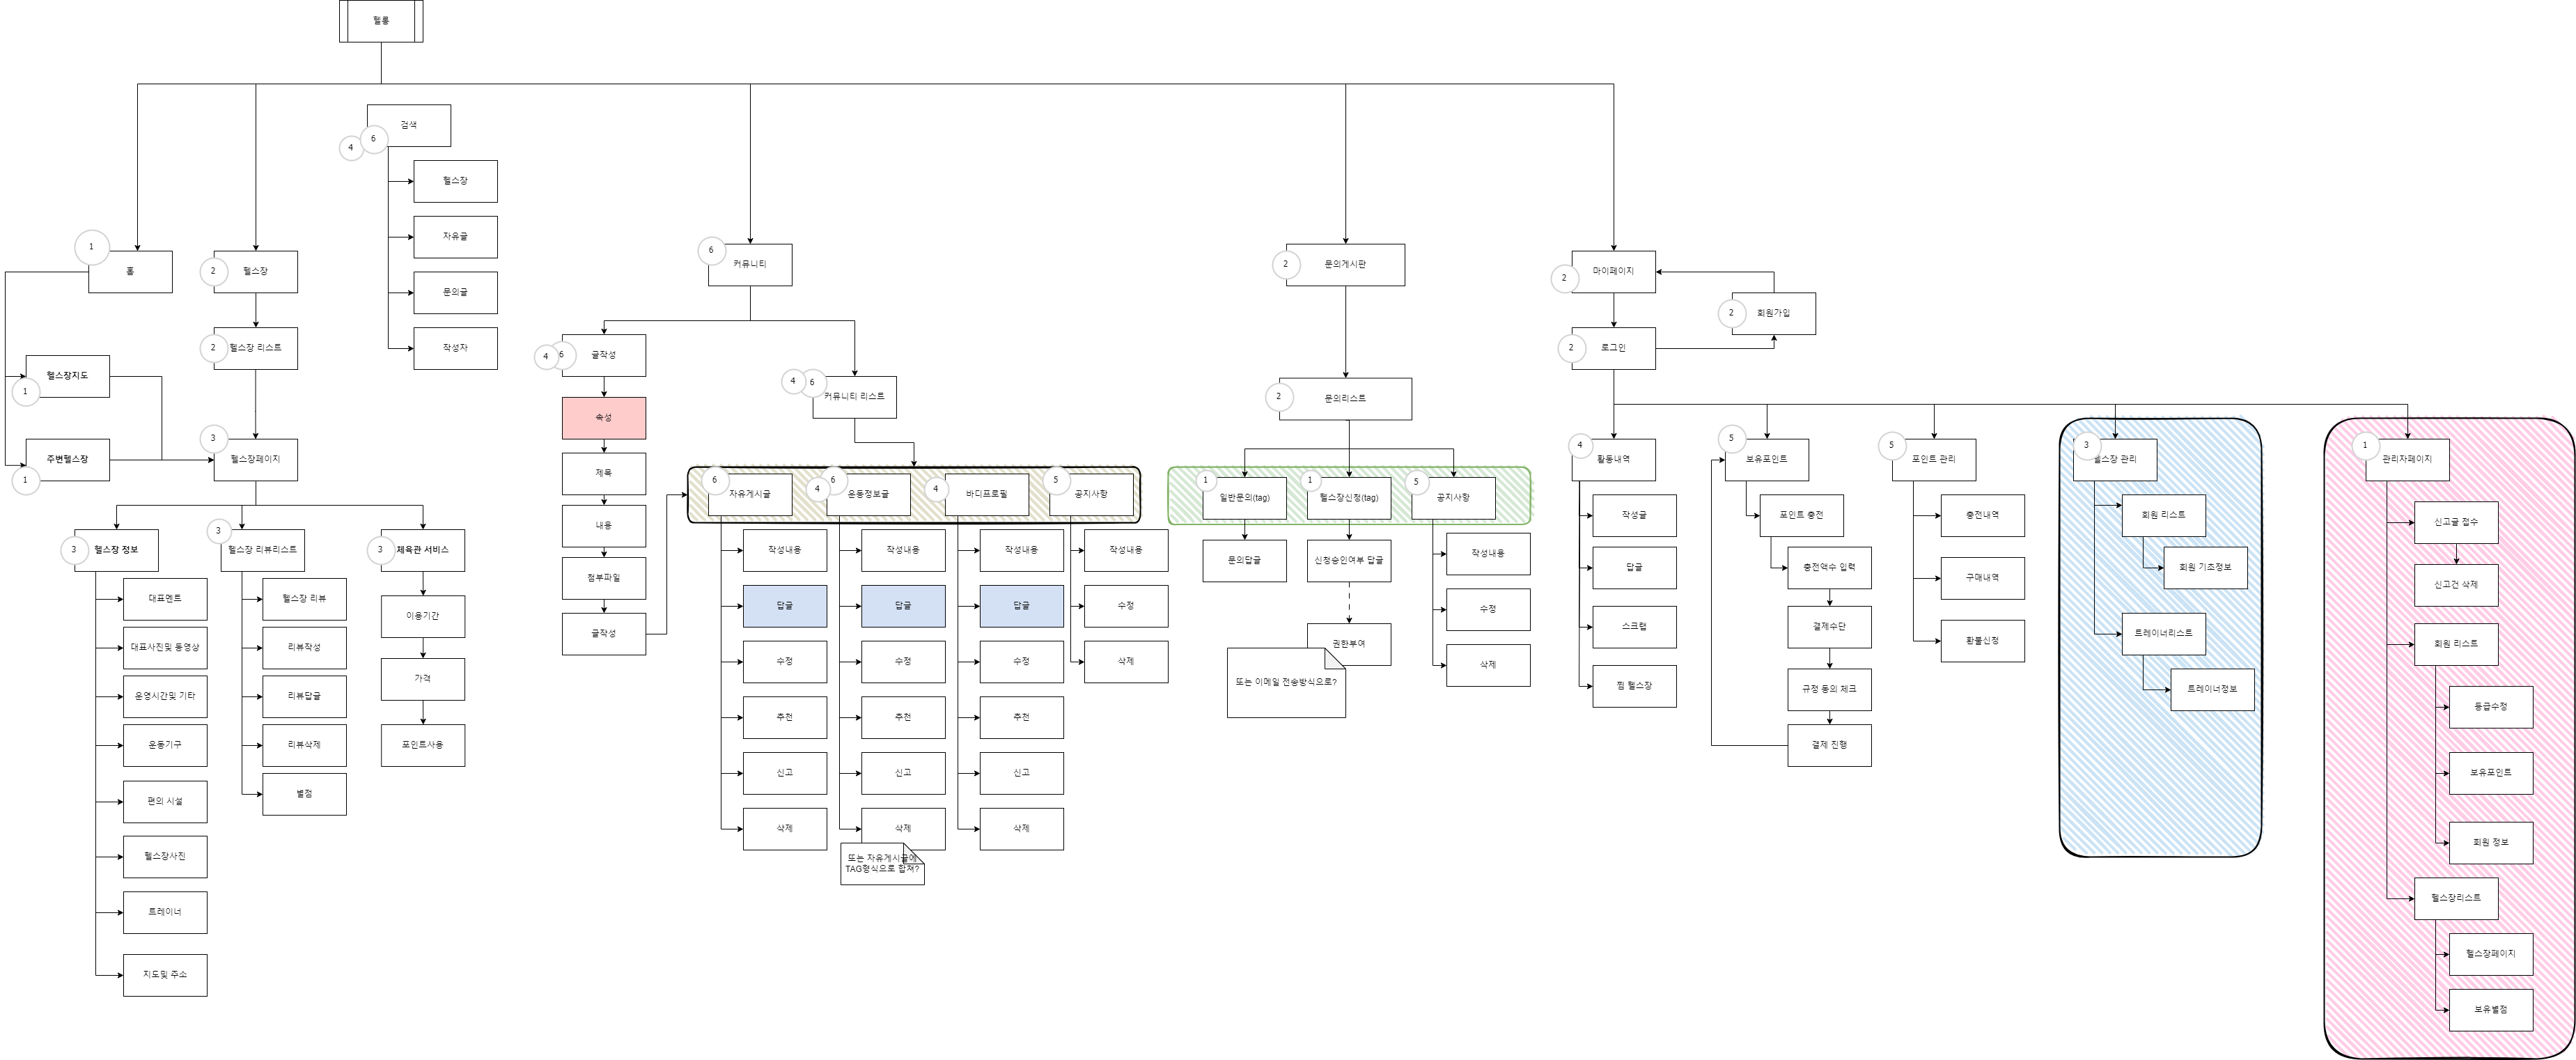 헬통
검색
6
4
헬스장
자유글
문의글
작성자
1
홈
헬스장지도
1
주변헬스장
1
2
헬스장
2
헬스장 리스트
3
헬스장페이지
3
헬스장 정보
대표멘트
대표사진및 동영상
운영시간및 기타
운동기구
편의 시설
헬스장사진
트레이너
지도및 주소
3
헬스장 리뷰리스트
헬스장 리뷰
리뷰작성
리뷰답글
리뷰삭제
별점
3
체육관 서비스
이용기간
가격
포인트사용
6
커뮤니티
4
6
글작성
속성
제목
내용
첨부파일
글작성
4
6
커뮤니티 리스트
6
자유게시글
작성내용
답글
수정
추천
신고
삭제
4
6
운동정보글
작성내용
답글
수정
추천
신고
삭제
또는 자유게시글에
TAG형식으로 합쳐?
4
바디프로필
작성내용
답글
수정
추천
신고
삭제
5
공지사항
작성내용
수정
삭제
2
문의게시판
2
문의리스트
1
일반문의(tag)
문의답글
1
헬스장신청(tag)
신청승인여부 답글
권한부여
또는 이메일 전송방식으로?
5
공지사항
작성내용
수정
삭제
2
마이페이지
2
회원가입
2
로그인
4
활동내역
작성글
답글
스크랩
찜 헬스장
5
보유포인트
포인트 충전
충전액수 입력
결제수단
규정 동의 체크
결제 진행
5
포인트 관리
충전내역
구매내역
환불신청
3
헬스장 관리
회원 리스트
회원 기초정보
트레이너리스트
트레이너정보
1
관리자페이지
신고글 접수
신고건 삭제
회원 리스트
등급수정
보유포인트
회원 정보
헬스장리스트
헬스장페이지
보유별점